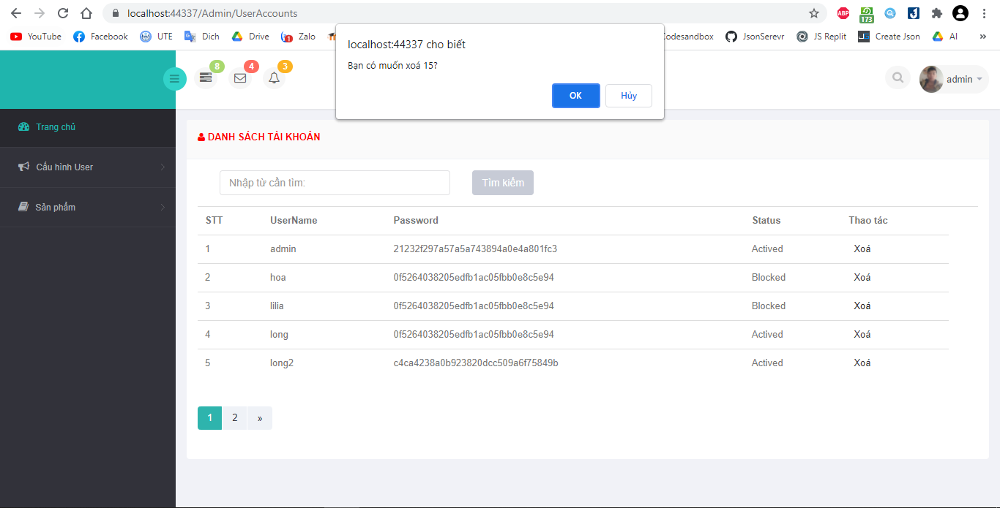 localhost:44337/Admin/UserAccounts
ABP
173
YouTube
Facebook
UTE
Dich
Drive
1
Zalo
Codesandbox
JsonSerevr
JS Replit
Create Json
AI
»
localhost:44337 cho biết
Bạn có muốn xoá 15?
OK
Hủy
8
4
3
admin
Trang chủ
Cấu hình User
Sản phẩm
DANH SÁCH TÀI KHOẢN
Nhập từ cần tìm:
Tìm kiếm
STT UserName Password Status Thao tác
1 admin 21232f297a57a5a743894a0e4a801fc3 Actived Xoá
2 hoa 0f5264038205edfb1ac05fbb0e8c5e94 Blocked Xoá
3 lilia 0f5264038205edfb1ac05fbb0e8c5e94 Blocked Xoá
4 long 0f5264038205edfb1ac05fbb0e8c5e94 Actived Xoá
5 long2 c4ca4238a0b923820dcc509a6f75849b Actived Xoá
1 2 »